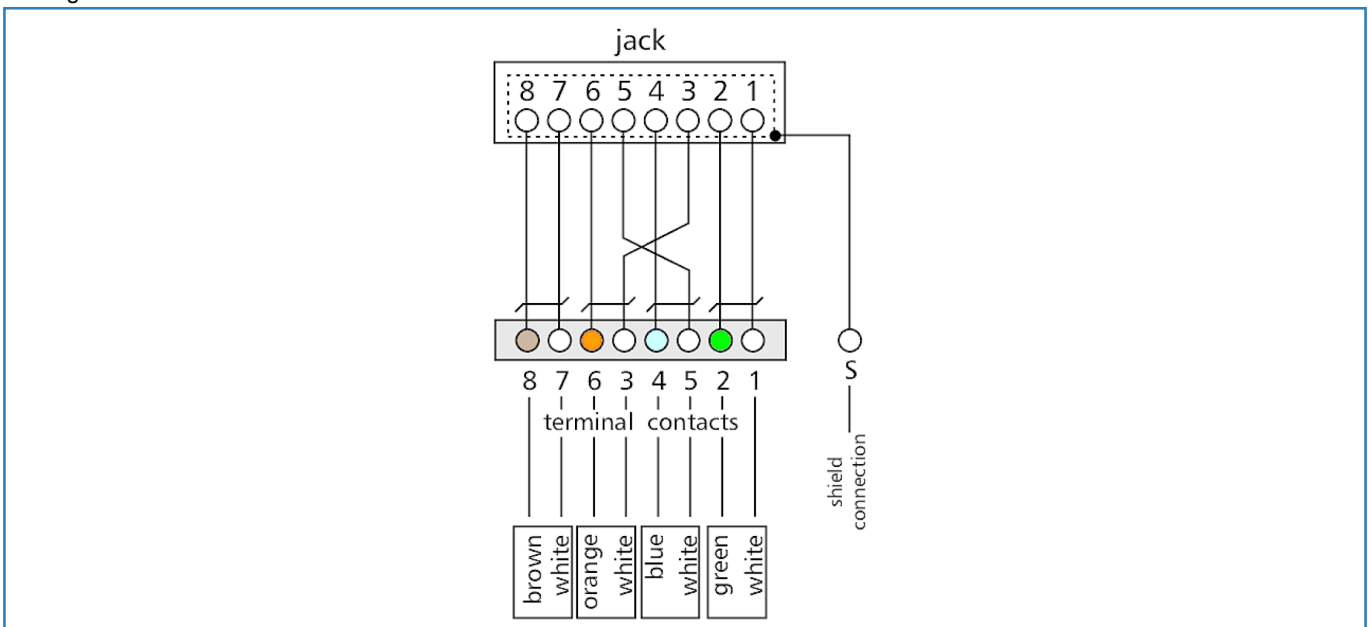 jack
8 7 6 5 4 3 2 1
8 7 6 3 4 5 2 1
S
terminal contacts
shield
connection
brown
white
orange
white
blue
white
green
white